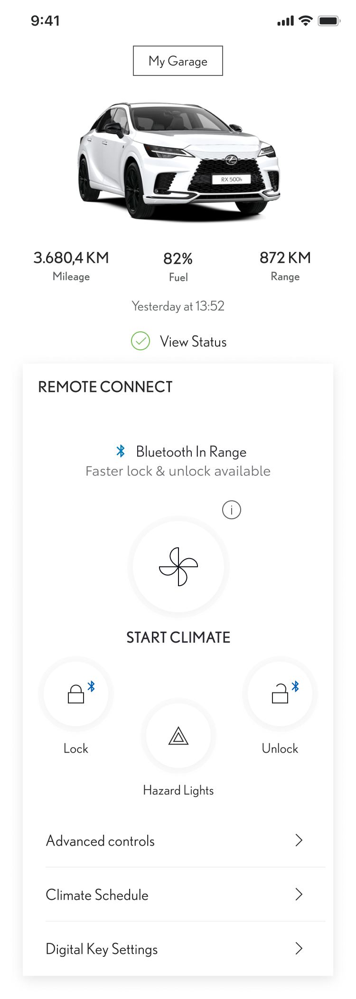 9:41
My Garage
RX 500h
3.680,4 KM
82%
872 KM
Mileage
Fuel
Range
Yesterday at 13:52
View Status
REMOTE CONNECT
Bluetooth In Range
Faster lock & unlock available
i
START CLIMATE
Lock
Unlock
Hazard Lights
Advanced controls
Climate Schedule
Digital Key Settings